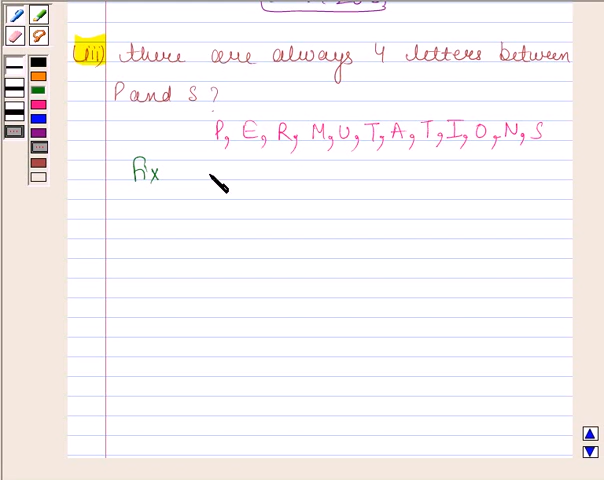 (iii) there are always 4 letters between
P and S ?
P, E, R, M, U, T, A, T, I, O, N, S
fix